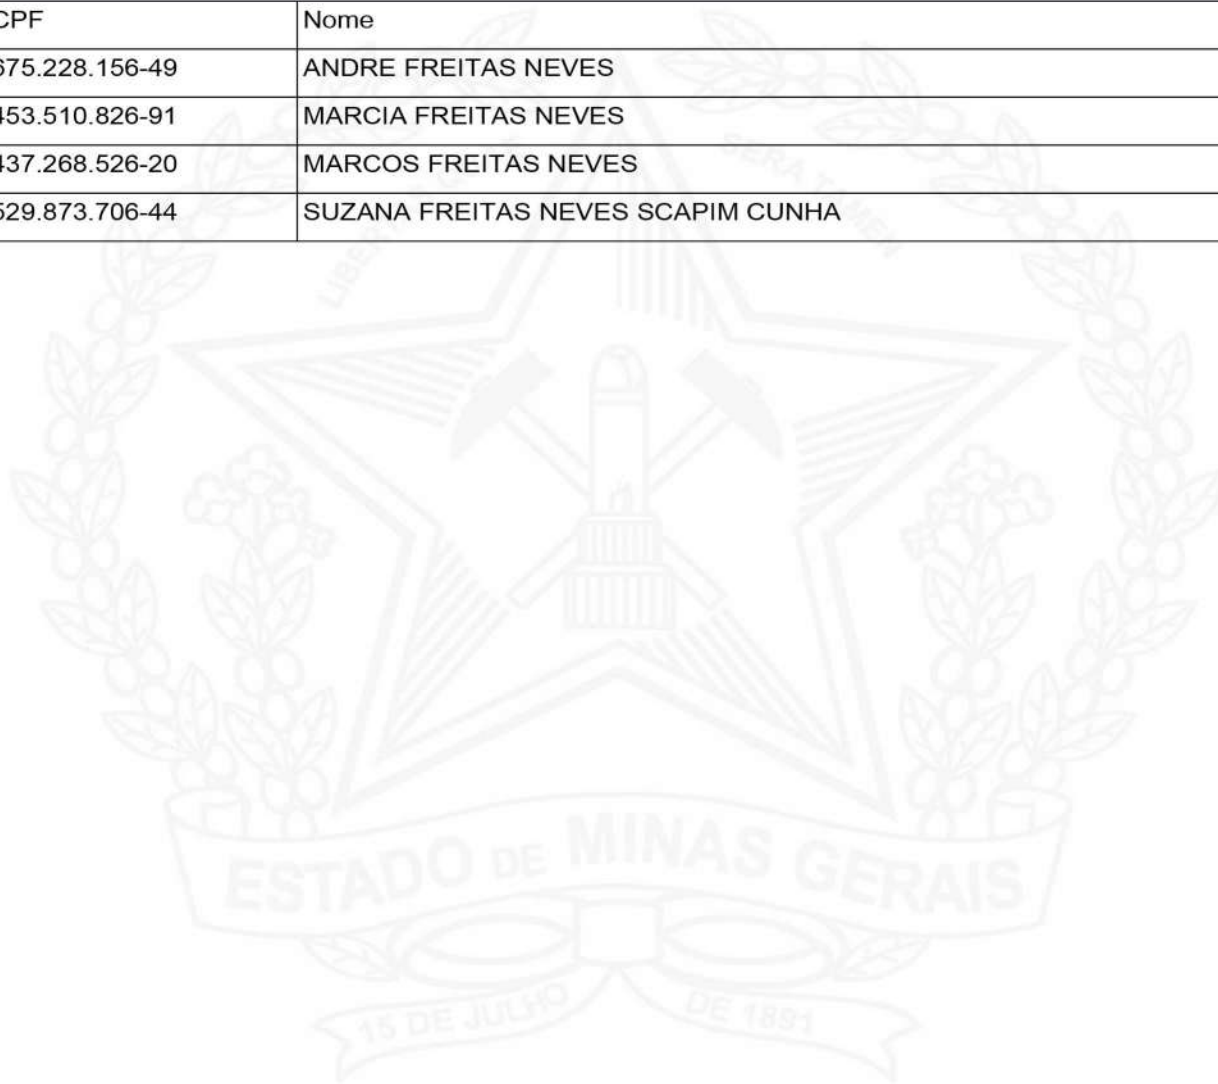 CPF Nome
675.228.156-49 ANDRE FREITAS NEVES
453.510.826-91 MARCIA FREITAS NEVES
437.268.526-20 MARCOS FREITAS NEVES
529.873.706-44 SUZANA FREITAS NEVES SCAPIM CUNHA
SERA TAMEN
ESTADO DE MINAS GERAIS
15 DE JULHO DE 1891